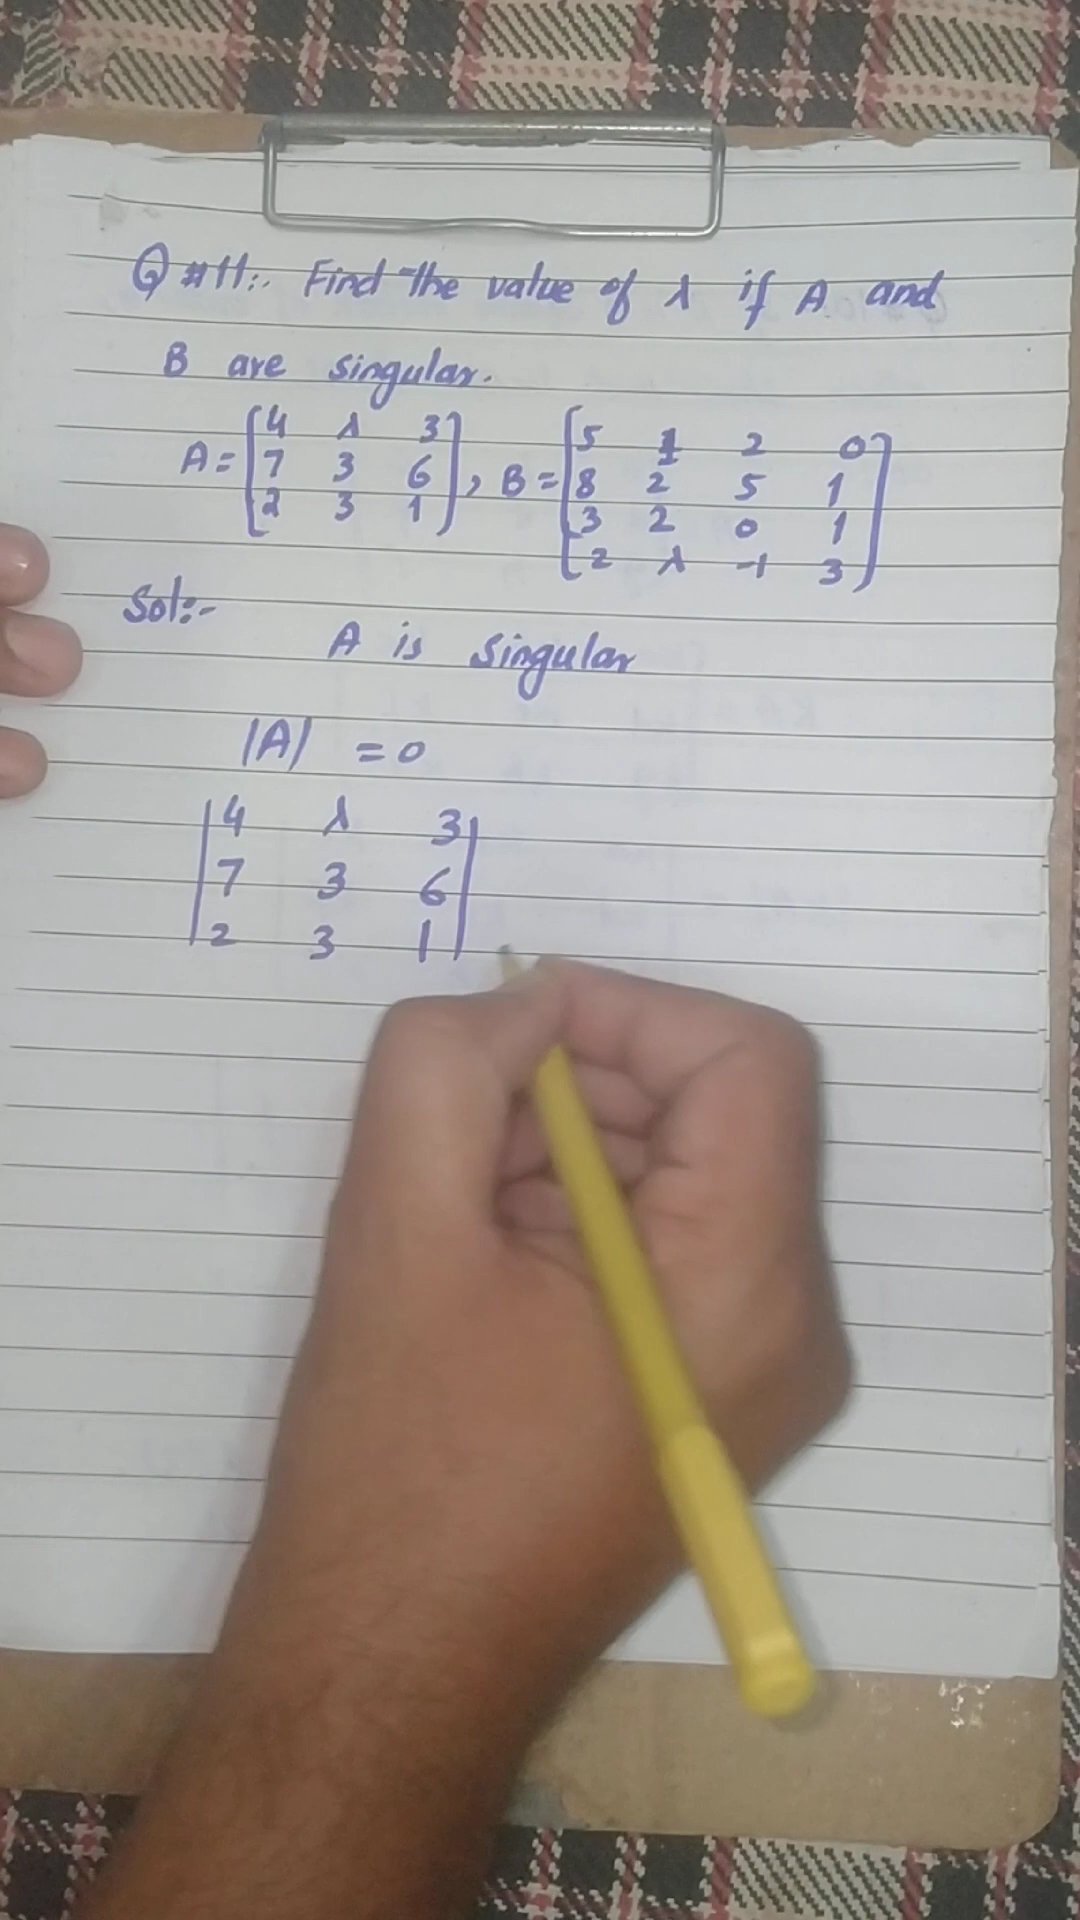 Q #11:. Find the value of λ if A and
B are singular.
A = [4 λ 3
7 3 6
2 3 1], B = [5 1 2 0
8 2 5 1
3 2 0 1
2 λ -1 3]
Sol:-
A is singular
|A| = 0
|4 λ 3|
|7 3 6|
|2 3 1|